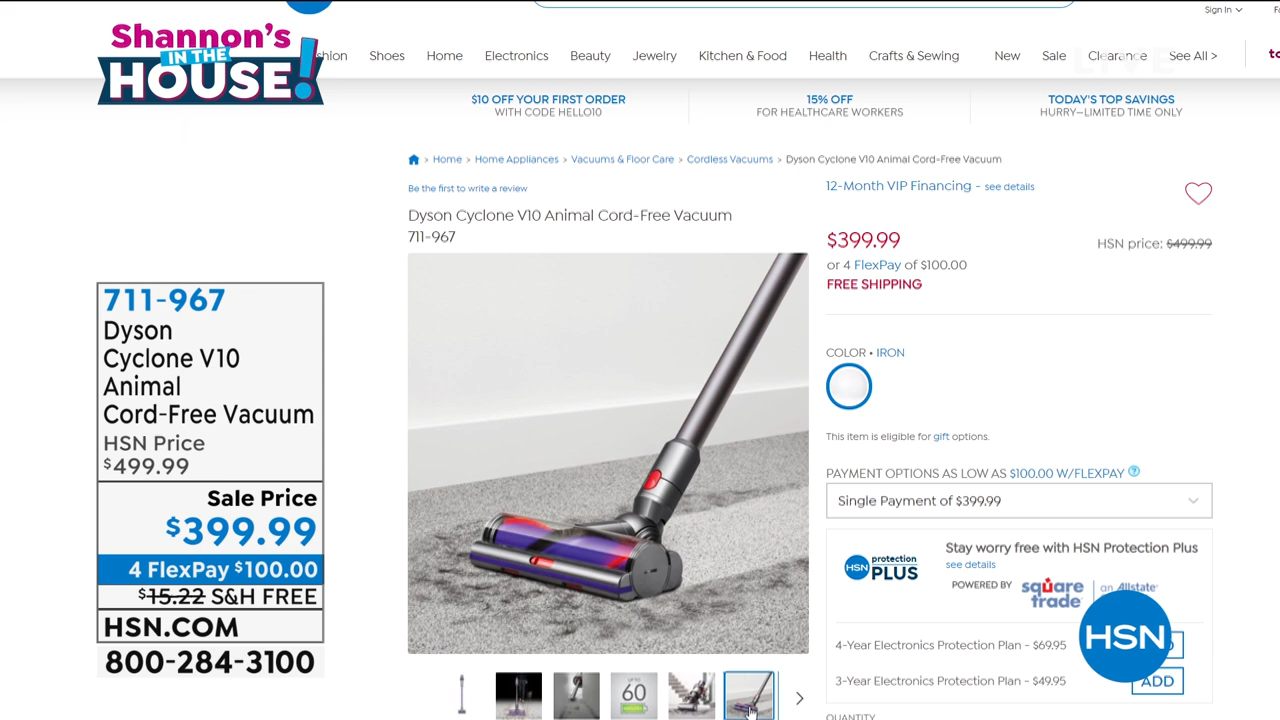 Sign In
Shannon's
IN THE
HOUSE!
Shoes
Home
Electronics
Beauty
Jewelry
Kitchen & Food
Health
Crafts & Sewing
New
Sale
Clearance
See All >
LIVE
$10 OFF YOUR FIRST ORDER
WITH CODE HELLO10
15% OFF
FOR HEALTHCARE WORKERS
TODAY'S TOP SAVINGS
HURRY—LIMITED TIME ONLY
> Home > Home Appliances > Vacuums & Floor Care > Cordless Vacuums > Dyson Cyclone V10 Animal Cord-Free Vacuum
Be the first to write a review
Dyson Cyclone V10 Animal Cord-Free Vacuum
711-967
12-Month VIP Financing - see details
$399.99
HSN price: $499.99
or 4 FlexPay of $100.00
FREE SHIPPING
COLOR • IRON
This item is eligible for gift options.
PAYMENT OPTIONS AS LOW AS $100.00 W/FLEXPAY ?
Single Payment of $399.99
HSN protection PLUS
Stay worry free with HSN Protection Plus
see details
POWERED BY
square trade
an Allstate
4-Year Electronics Protection Plan - $69.95
3-Year Electronics Protection Plan - $49.95
ADD
QUANTITY
HSN
711-967
Dyson
Cyclone V10
Animal
Cord-Free Vacuum
HSN Price
$499.99
Sale Price
$399.99
4 FlexPay $100.00
$15.22 S&H FREE
HSN.COM
800-284-3100
60